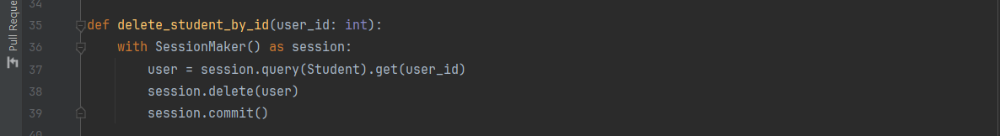 Pull Reque
34
35 def delete_student_by_id(user_id: int):
36 with SessionMaker() as session:
37 user = session.query(Student).get(user_id)
38 session.delete(user)
39 session.commit()
40